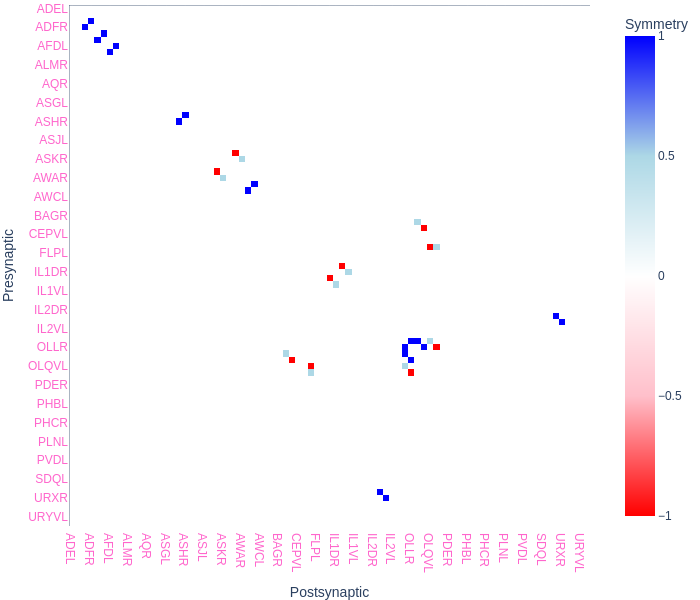 Symmetry
1
0.5
0
−0.5
−1
Presynaptic
ADEL
ADFR
AFDL
ALMR
AQR
ASGL
ASHR
ASJL
ASKR
AWAR
AWCL
BAGR
CEPVL
FLPL
IL1DR
IL1VL
IL2DR
IL2VL
OLLR
OLQVL
PDER
PHBL
PHCR
PLNL
PVDL
SDQL
URXR
URYVL
ADEL
ADFR
AFDL
ALMR
AQR
ASGL
ASHR
ASJL
ASKR
AWAR
AWCL
BAGR
CEPVL
FLPL
IL1DR
IL1VL
IL2DR
IL2VL
OLLR
OLQVL
PDER
PHBL
PHCR
PLNL
PVDL
SDQL
URXR
URYVL
Postsynaptic